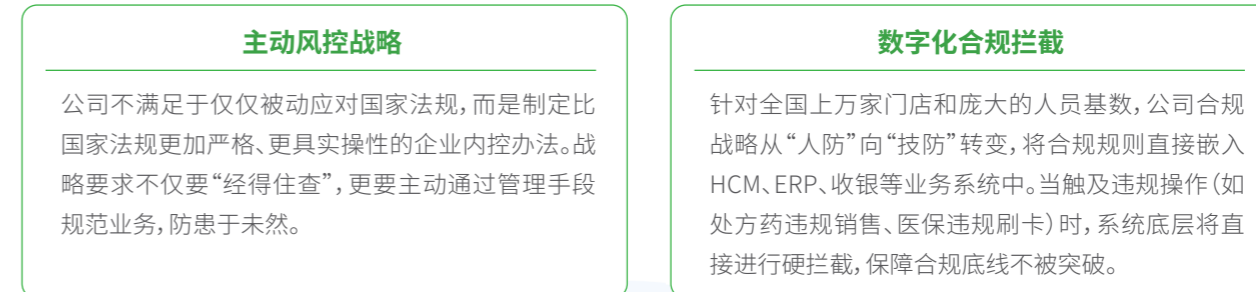 主动风控战略
公司不满足于仅仅被动应对国家法规，而是制定比
国家法规更加严格、更具实操性的企业内控办法。战
略要求不仅要“经得住查”，更要主动通过管理手段
规范业务，防患于未然。
数字化合规拦截
针对全国上万家门店和庞大的人员基数，公司合规
战略从“人防”向“技防”转变，将合规规则直接嵌入
HCM、ERP、收银等业务系统中。当触及违规操作（如
处方药违规销售、医保违规刷卡）时，系统底层将直
接进行硬拦截，保障合规底线不被突破。